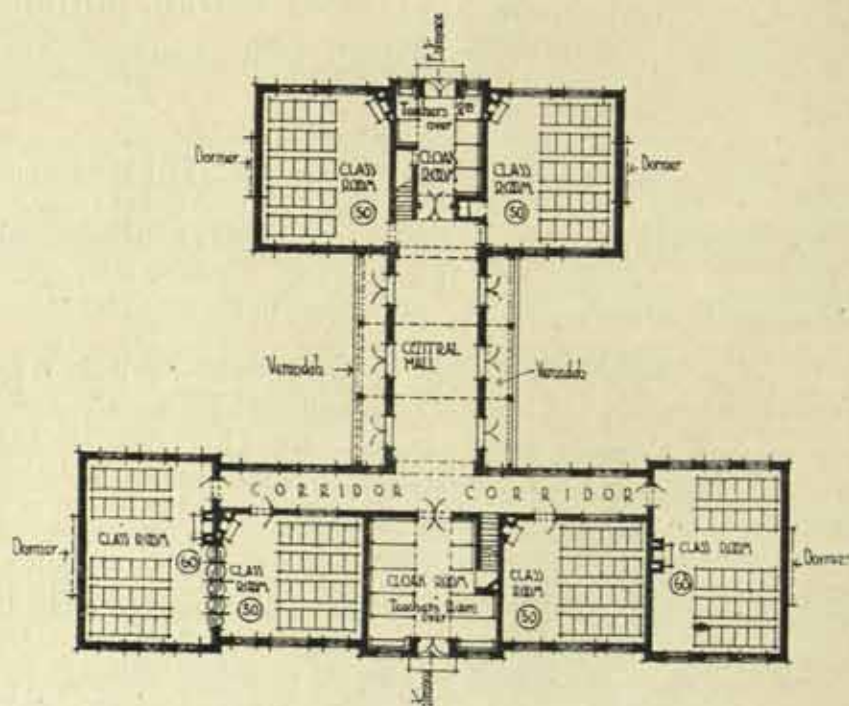 Entrance
Teachers Rm
over
CLOAK
ROOM
CLASS
ROOM
50
CLASS
ROOM
50
Dormer
Dormer
CENTRAL
HALL
Verandah
Verandah
CORRIDOR
CORRIDOR
CLASS ROOM
60
CLASS
ROOM
50
CLOAK ROOM
Teachers Room
over
CLASS
ROOM
50
CLASS ROOM
60
Dormer
Dormer
Entrance